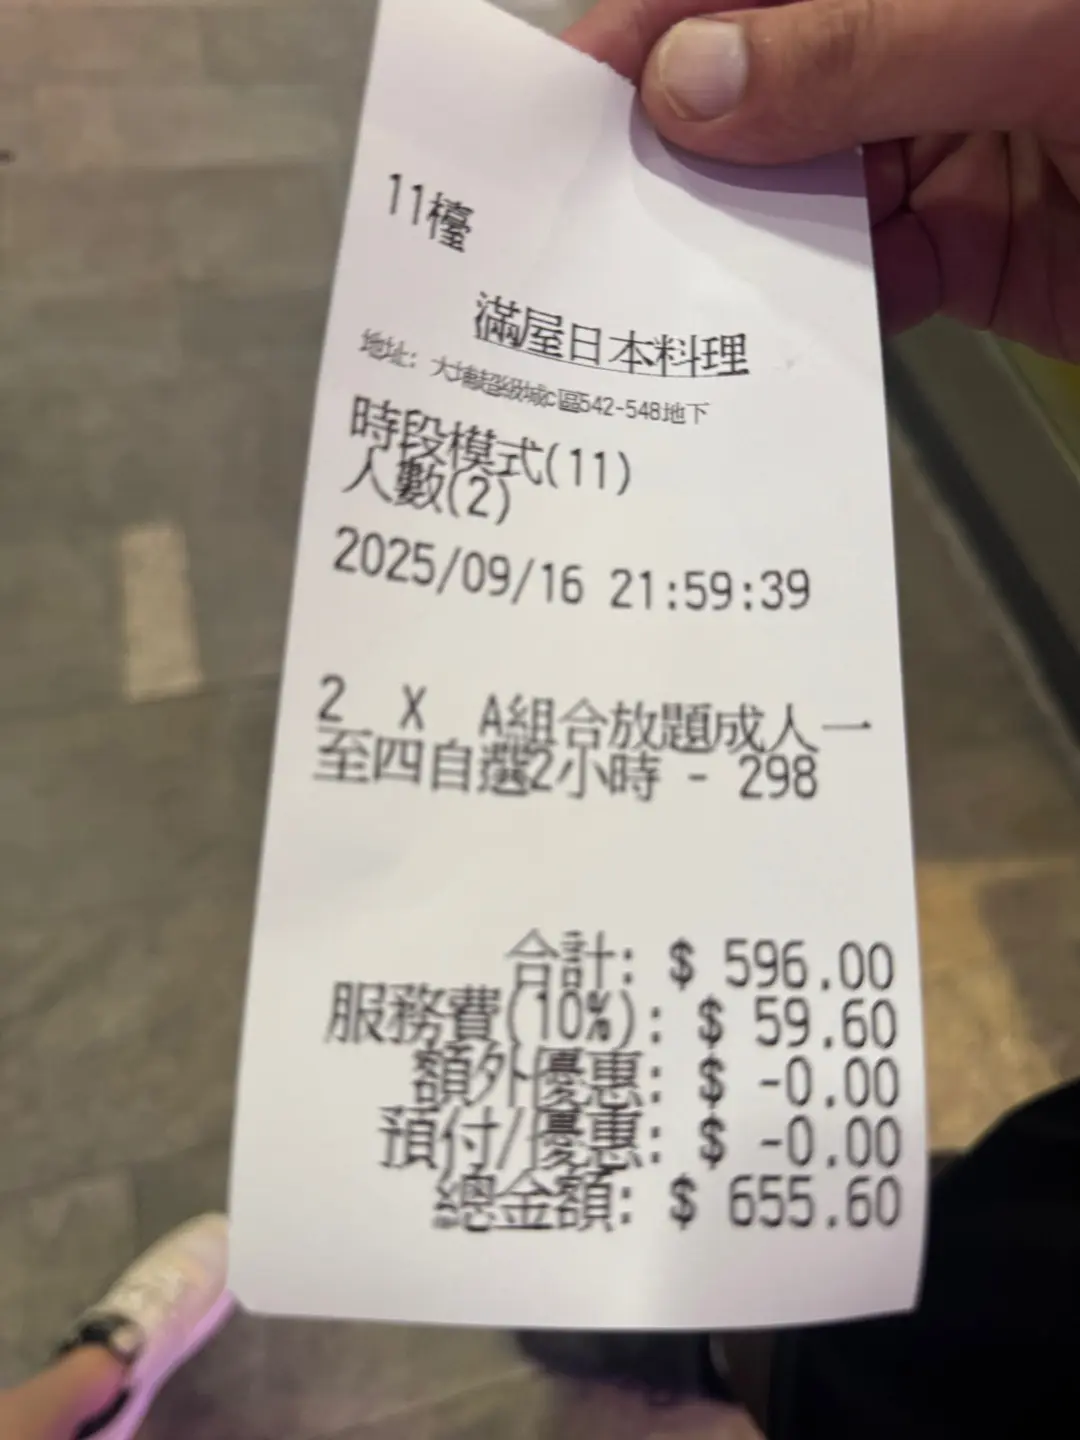 11檯
滿屋日本料理
地址: 大埔超級城c區542-548地下
時段模式(11)
人數(2)
2025/09/16 21:59:39
2 X A組合放題成人一
至四自選2小時 - 298
合計: $ 596.00
服務費(10%): $ 59.60
額外優惠: $ -0.00
預付/優惠: $ -0.00
總金額: $ 655.60